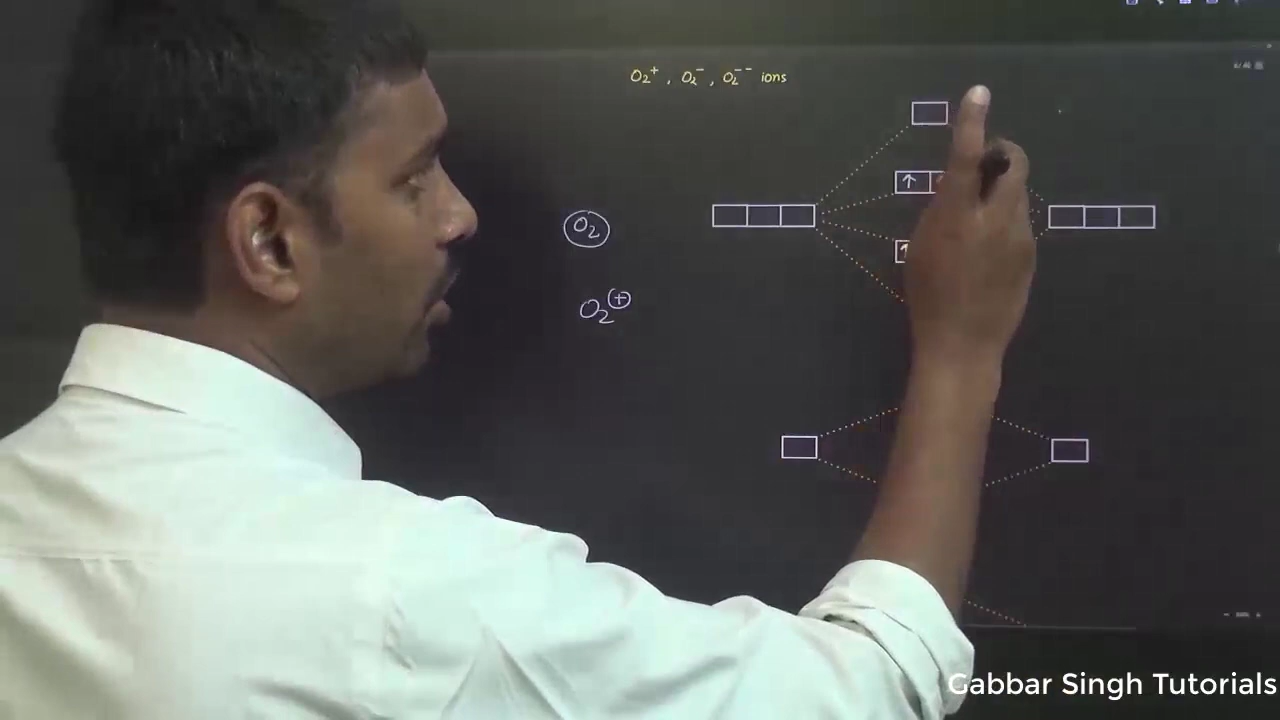 O₂⁺ , O₂⁻ , O₂⁻⁻ ions
O₂
O₂⁺
Gabbar Singh Tutorials